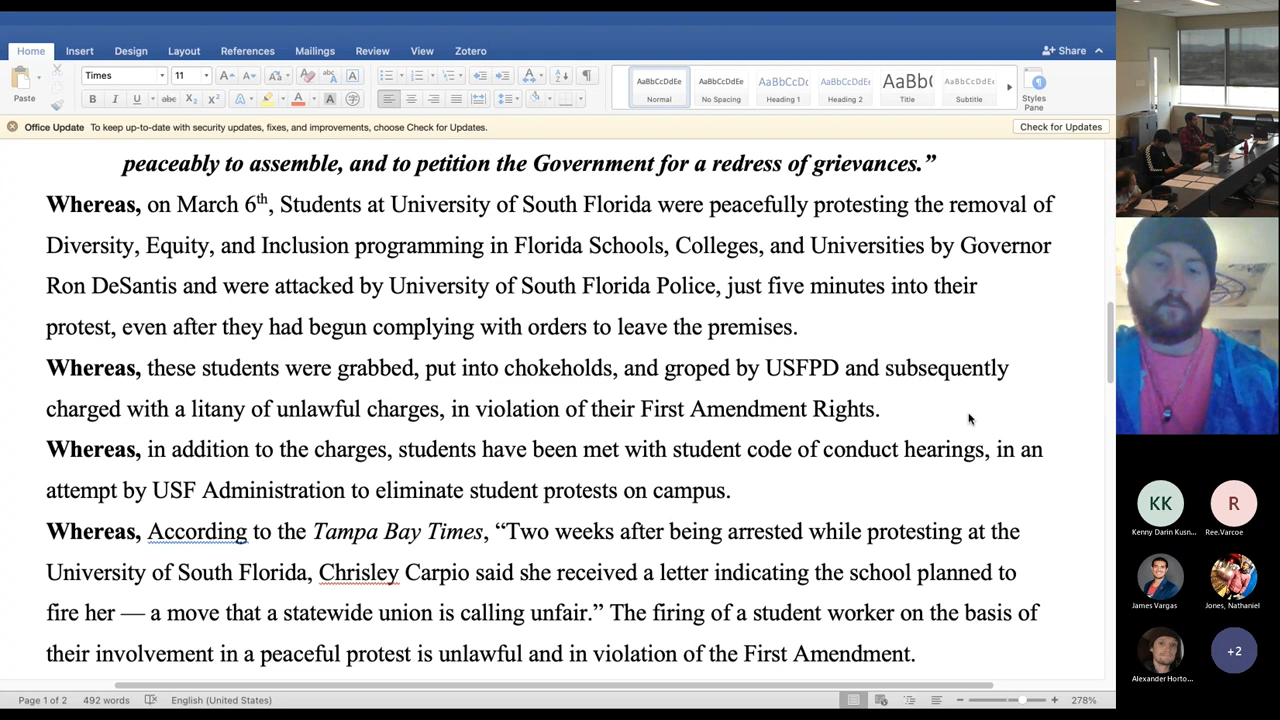 Home Insert Design Layout References Mailings Review View Zotero Share
Paste
Times 11
AaBbCcDdEe AaBbCcDdEe AaBbCcDc AaBbCcDdEe AaBb( AaBbCcDdEe
Normal No Spacing Heading 1 Heading 2 Title Subtitle
Styles
Pane
Office Update To keep up-to-date with security updates, fixes, and improvements, choose Check for Updates. Check for Updates
peaceably to assemble, and to petition the Government for a redress of grievances.”
Whereas, on March 6th, Students at University of South Florida were peacefully protesting the removal of
Diversity, Equity, and Inclusion programming in Florida Schools, Colleges, and Universities by Governor
Ron DeSantis and were attacked by University of South Florida Police, just five minutes into their
protest, even after they had begun complying with orders to leave the premises.
Whereas, these students were grabbed, put into chokeholds, and groped by USFPD and subsequently
charged with a litany of unlawful charges, in violation of their First Amendment Rights.
Whereas, in addition to the charges, students have been met with student code of conduct hearings, in an
attempt by USF Administration to eliminate student protests on campus.
Whereas, According to the Tampa Bay Times, “Two weeks after being arrested while protesting at the
University of South Florida, Chrisley Carpio said she received a letter indicating the school planned to
fire her — a move that a statewide union is calling unfair.” The firing of a student worker on the basis of
their involvement in a peaceful protest is unlawful and in violation of the First Amendment.
Page 1 of 2 492 words English (United States) 278%
KK R
Kenny Darin Kusn... Ree.Varcoe
James Vargas Jones, Nathaniel
+2
Alexander Horto...